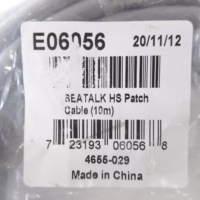 E06056 20/11/12
SEATALK HS Patch
Cable (10m)
7 23193 06056 8
4655-029
Made in China